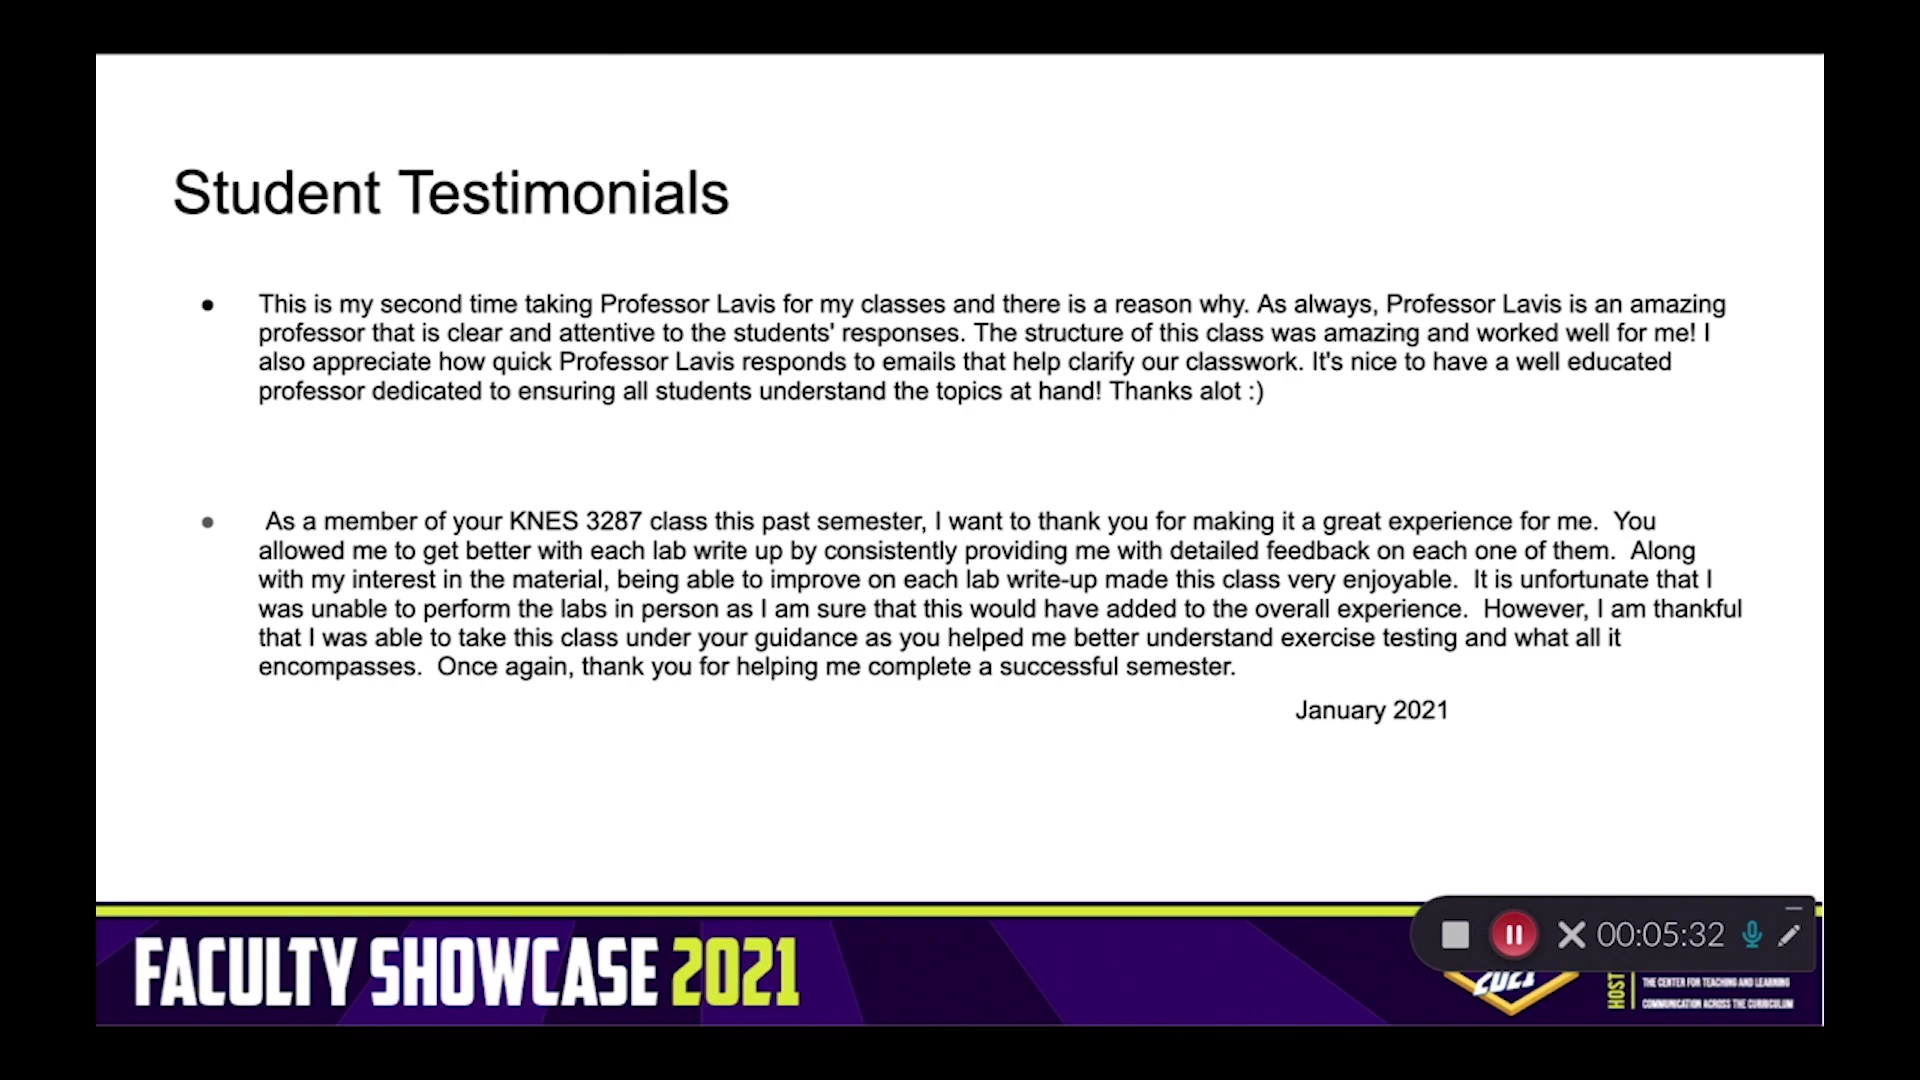 Student Testimonials
● This is my second time taking Professor Lavis for my classes and there is a reason why. As always, Professor Lavis is an amazing
professor that is clear and attentive to the students' responses. The structure of this class was amazing and worked well for me! I
also appreciate how quick Professor Lavis responds to emails that help clarify our classwork. It's nice to have a well educated
professor dedicated to ensuring all students understand the topics at hand! Thanks alot :)
● As a member of your KNES 3287 class this past semester, I want to thank you for making it a great experience for me. You
allowed me to get better with each lab write up by consistently providing me with detailed feedback on each one of them. Along
with my interest in the material, being able to improve on each lab write-up made this class very enjoyable. It is unfortunate that I
was unable to perform the labs in person as I am sure that this would have added to the overall experience. However, I am thankful
that I was able to take this class under your guidance as you helped me better understand exercise testing and what all it
encompasses. Once again, thank you for helping me complete a successful semester.
January 2021
FACULTY SHOWCASE 2021
00:05:32
2021
HOST
THE CENTER FOR TEACHING AND LEARNING
COMMUNICATION ACROSS THE CURRICULUM